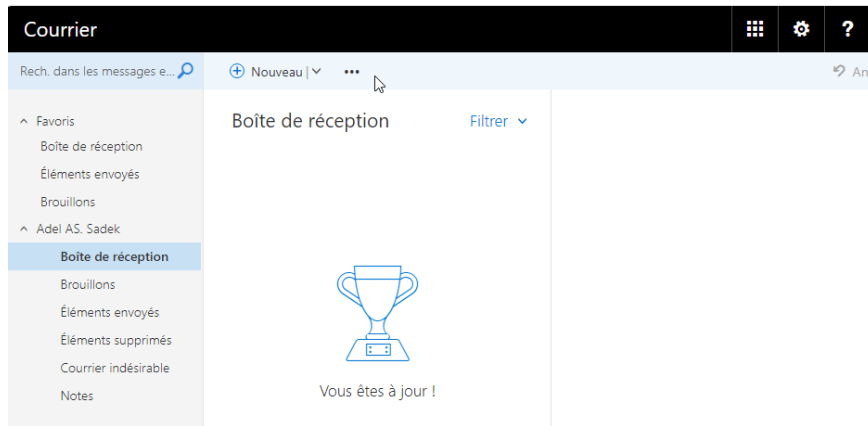 Courrier
?
Rech. dans les messages e...
Nouveau |
...
An
Favoris
Boîte de réception
Éléments envoyés
Brouillons
Adel AS. Sadek
Boîte de réception
Brouillons
Éléments envoyés
Éléments supprimés
Courrier indésirable
Notes
Boîte de réception
Filtrer
Vous êtes à jour !